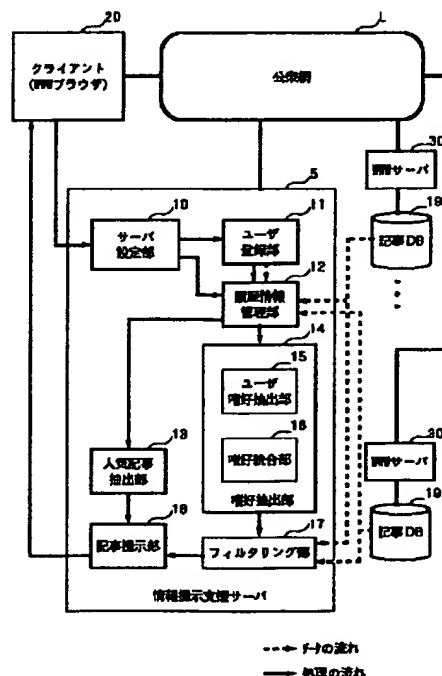 20
クライアント
(WWWブラウザ)
L
公衆網
30
WWWサーバ
19
記事DB
5
10
サーバ
設定部
11
ユーザ
登録部
12
履歴情報
管理部
14
15
ユーザ
嗜好抽出部
16
嗜好統合部
嗜好抽出部
13
人気記事
抽出部
18
記事提示部
17
フィルタリング部
情報提示支援サーバ
30
WWWサーバ
19
記事DB
データの流れ
処理の流れ